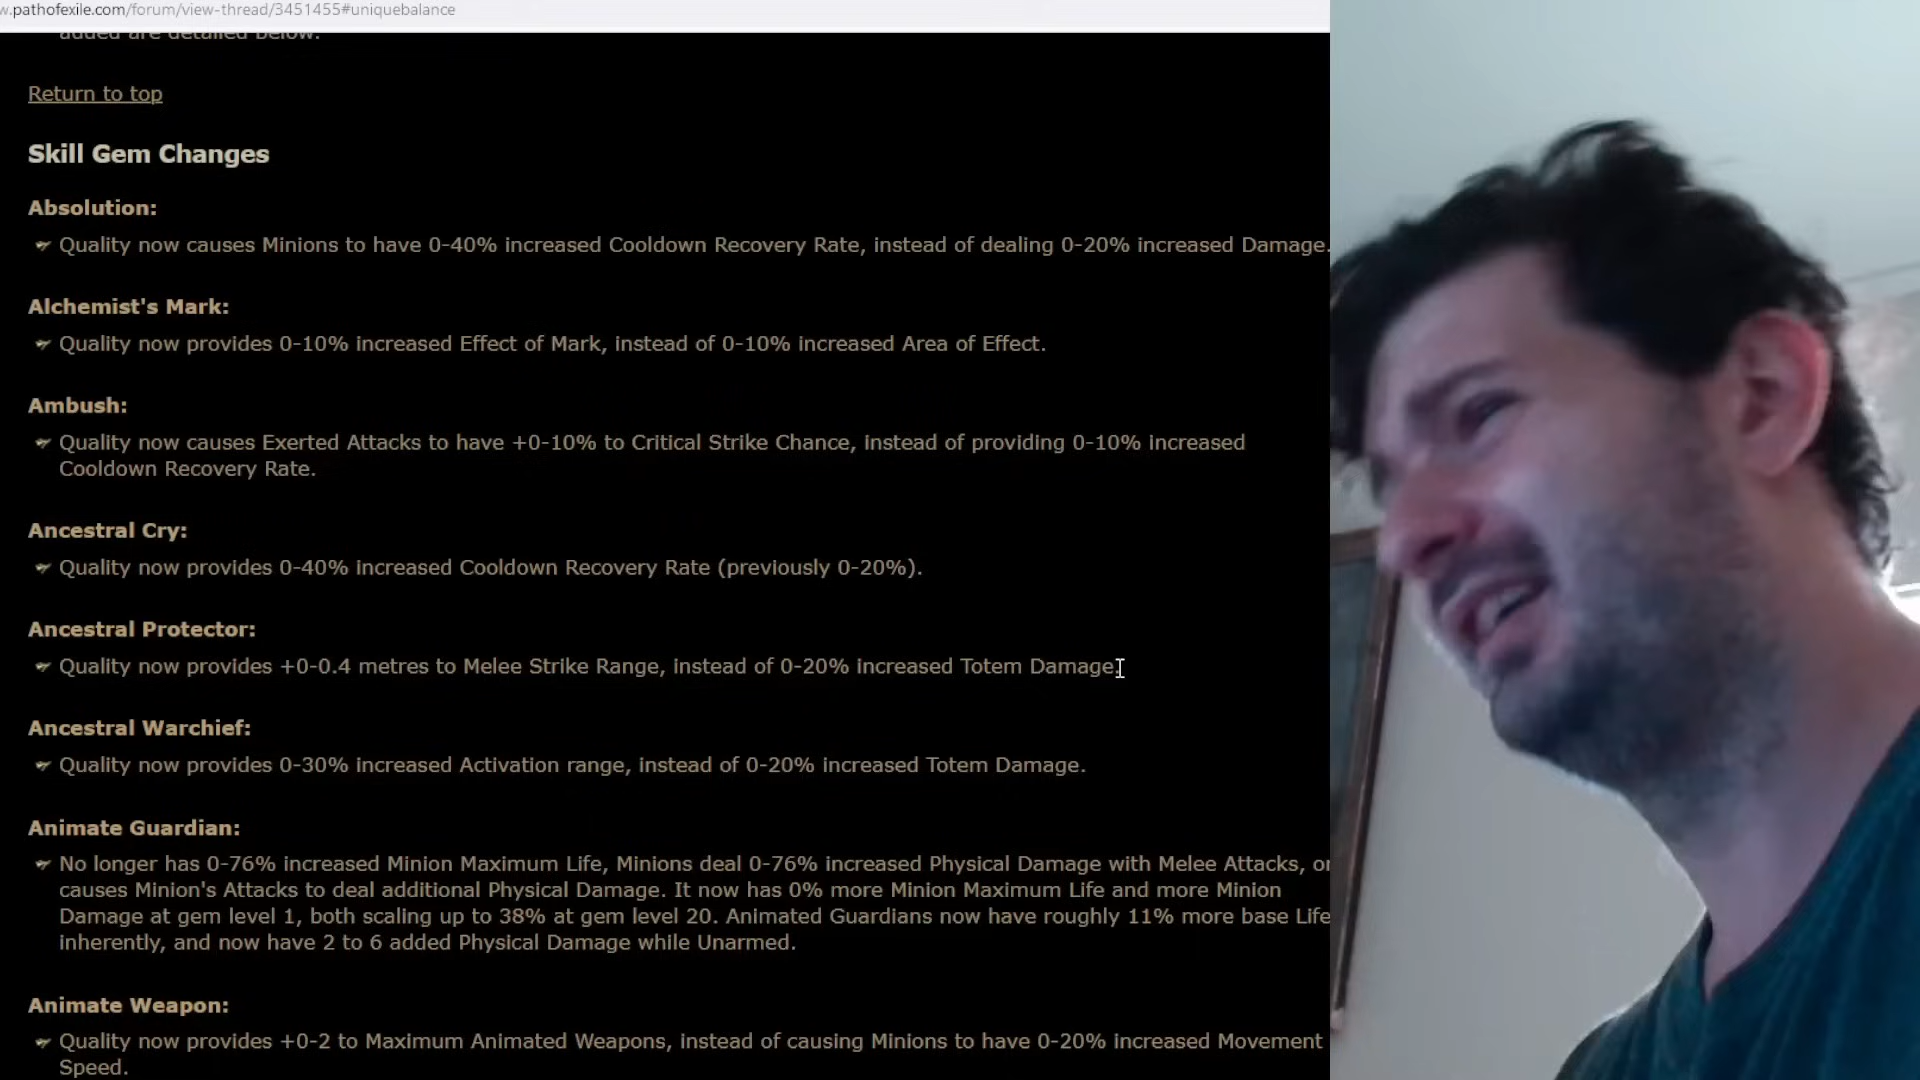 w.pathofexile.com/forum/view-thread/3451455#uniquebalance
added are detailed below.
Return to top
Skill Gem Changes
Absolution:
Quality now causes Minions to have 0-40% increased Cooldown Recovery Rate, instead of dealing 0-20% increased Damage.
Alchemist's Mark:
Quality now provides 0-10% increased Effect of Mark, instead of 0-10% increased Area of Effect.
Ambush:
Quality now causes Exerted Attacks to have +0-10% to Critical Strike Chance, instead of providing 0-10% increased
Cooldown Recovery Rate.
Ancestral Cry:
Quality now provides 0-40% increased Cooldown Recovery Rate (previously 0-20%).
Ancestral Protector:
Quality now provides +0-0.4 metres to Melee Strike Range, instead of 0-20% increased Totem Damage.
Ancestral Warchief:
Quality now provides 0-30% increased Activation range, instead of 0-20% increased Totem Damage.
Animate Guardian:
No longer has 0-76% increased Minion Maximum Life, Minions deal 0-76% increased Physical Damage with Melee Attacks, or
causes Minion's Attacks to deal additional Physical Damage. It now has 0% more Minion Maximum Life and more Minion
Damage at gem level 1, both scaling up to 38% at gem level 20. Animated Guardians now have roughly 11% more base Life
inherently, and now have 2 to 6 added Physical Damage while Unarmed.
Animate Weapon:
Quality now provides +0-2 to Maximum Animated Weapons, instead of causing Minions to have 0-20% increased Movement
Speed.